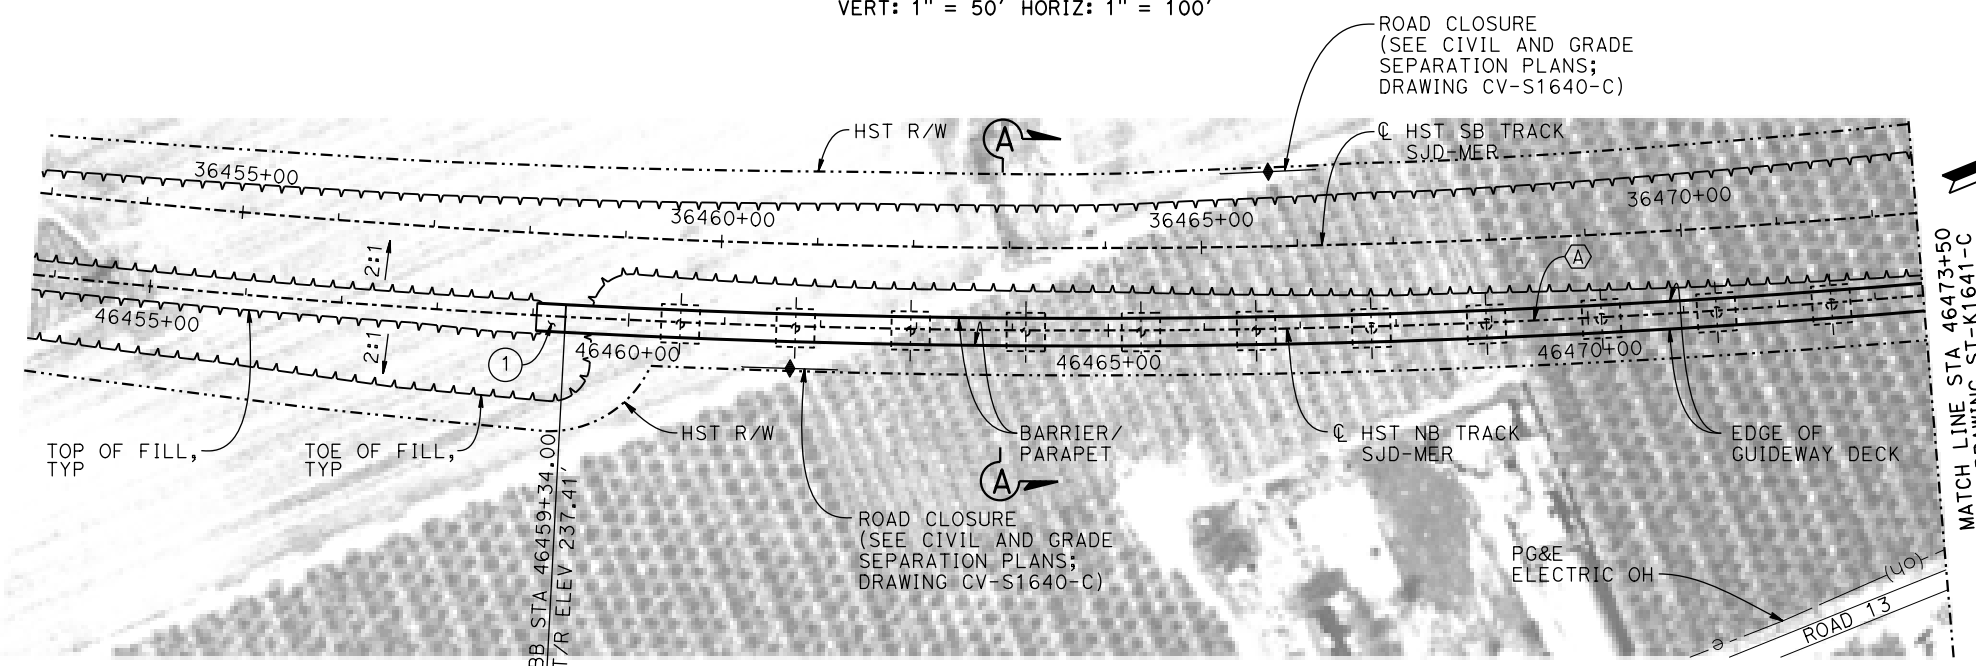 VERT: 1" = 50' HORIZ: 1" = 100'
ROAD CLOSURE
(SEE CIVIL AND GRADE
SEPARATION PLANS;
DRAWING CV-S1640-C)
HST R/W
A
℄ HST SB TRACK
SJD-MER
36455+00
36460+00
36465+00
36470+00
2:1
A
46455+00
2:1
1
46460+00
46465+00
46470+00
TOP OF FILL,
TYP
TOE OF FILL,
TYP
HST R/W
BARRIER/
PARAPET
A
℄ HST NB TRACK
SJD-MER
EDGE OF
GUIDEWAY DECK
BB STA 46459+34.00
T/R ELEV 237.41'
ROAD CLOSURE
(SEE CIVIL AND GRADE
SEPARATION PLANS;
DRAWING CV-S1640-C)
PG&E
ELECTRIC OH
(OH)
e
ROAD 13
MATCH LINE STA 46473+50
DRAWING ST-K1641-C